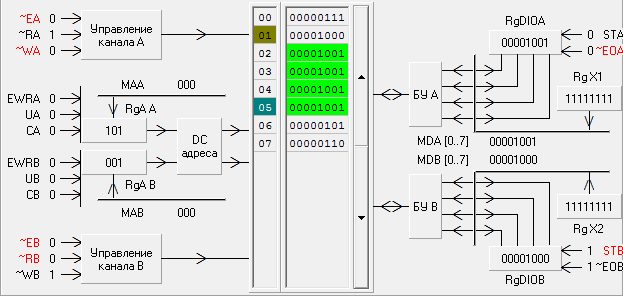 ~EA 0
~RA 1
~WA 0
Управление
канала A
MAA 000
EWRA 0
UA 0
CA 0
RgA A
101
DC
адреса
EWRB 0
UB 0
CB 0
001
RgA B
MAB 000
~EB 0
~RB 0
~WB 1
Управление
канала B
00 00000111
01 00001000
02 00001001
03 00001001
04 00001001
05 00001001
06 00000101
07 00000110
RgDIOA
00001001
0 STA
0 ~EOA
БУ A
Rg X1
11111111
MDA [0..7] 00001001
MDB [0..7] 00001000
БУ B
11111111
Rg X2
00001000
RgDIOB
1 STB
1 ~EOB